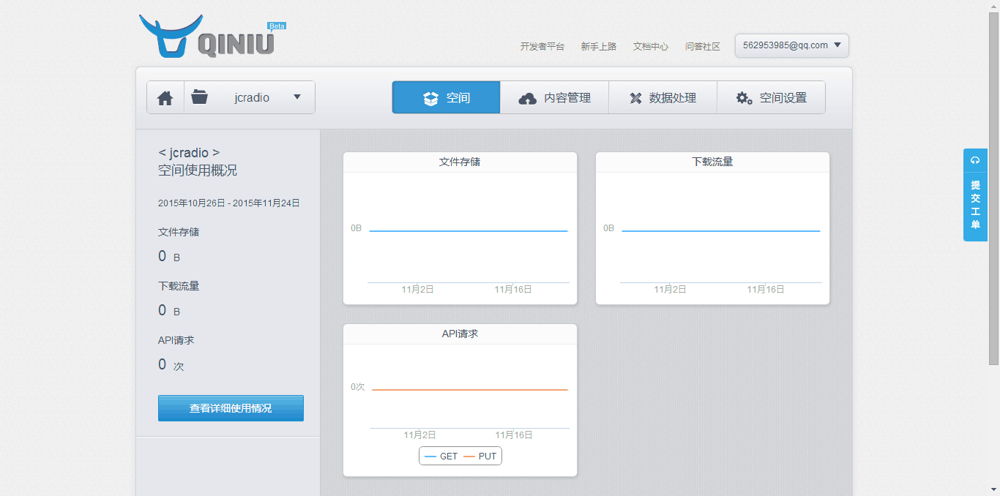 QINIU Beta
开发者平台 新手上路 文档中心 问答社区 562953985@qq.com
jcradio 空间 内容管理 数据处理 空间设置
< jcradio >
空间使用概况
2015年10月26日 - 2015年11月24日
文件存储
0 B
下载流量
0 B
API请求
0 次
查看详细使用情况
文件存储
0B
11月2日 11月16日
下载流量
0B
11月2日 11月16日
API请求
0次
11月2日 11月16日
GET PUT
提
交
工
单